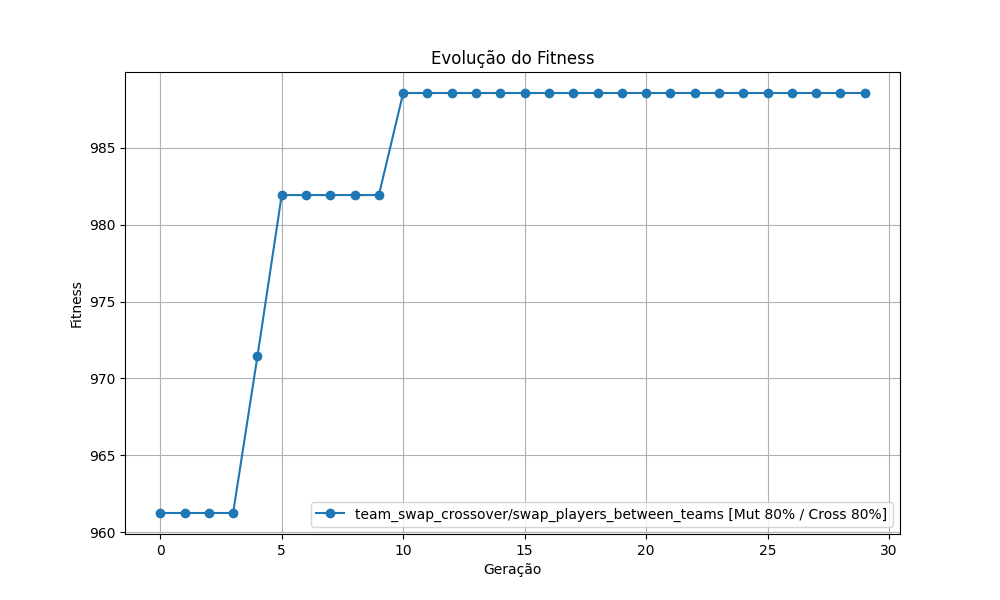 Evolução do Fitness
Fitness
985
980
975
970
965
960
team_swap_crossover/swap_players_between_teams [Mut 80% / Cross 80%]
0 5 10 15 20 25 30
Geração